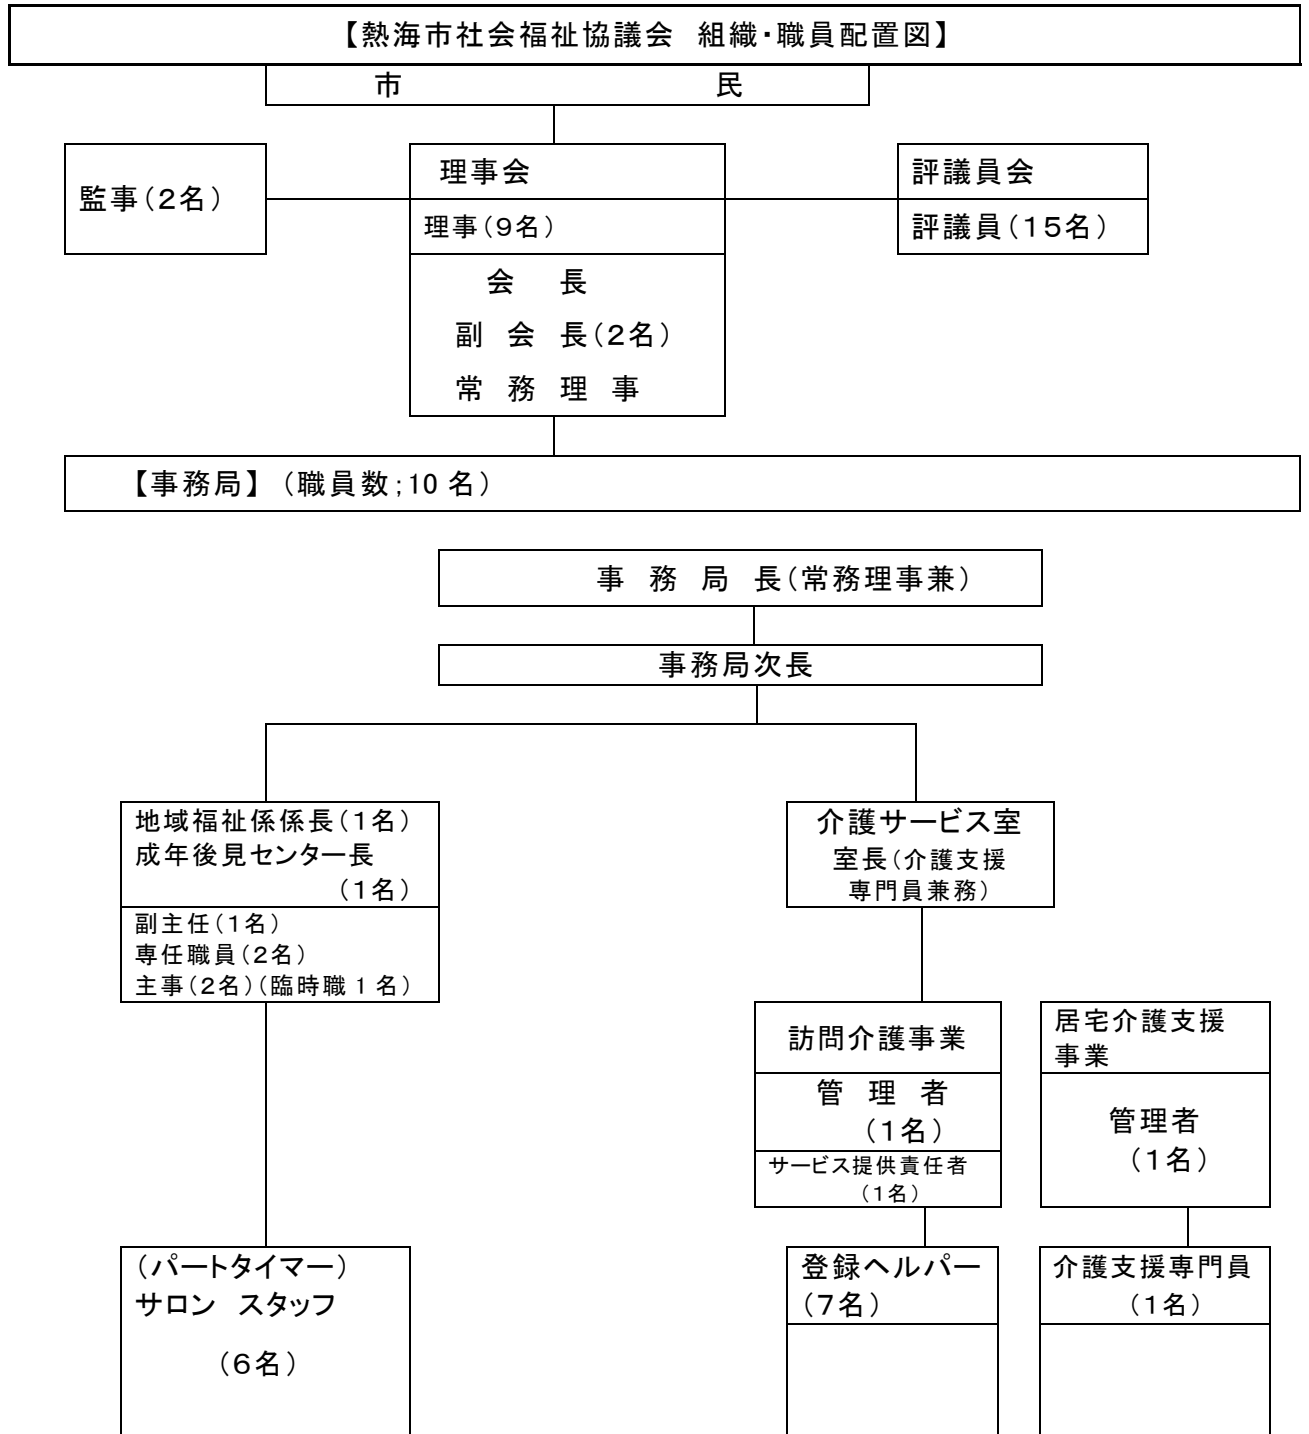 【熱海市社会福祉協議会 組織・職員配置図】
市 民
監事(2名)
理事会
理事(9名)
会 長
副 会 長(2名)
常 務 理 事
評議員会
評議員(15名)
【事務局】(職員数;10 名)
事 務 局 長(常務理事兼)
事務局次長
地域福祉係係長(1名)
成年後見センター長
(1名)
副主任(1名)
専任職員(2名)
主事(2名)(臨時職 1 名)
介護サービス室
室長(介護支援
専門員兼務)
訪問介護事業
管 理 者
(1名)
サービス提供責任者
(1名)
居宅介護支援
事業
管理者
(1名)
(パートタイマー)
サロン スタッフ
(6名)
登録ヘルパー
(7名)
介護支援専門員
(1名)